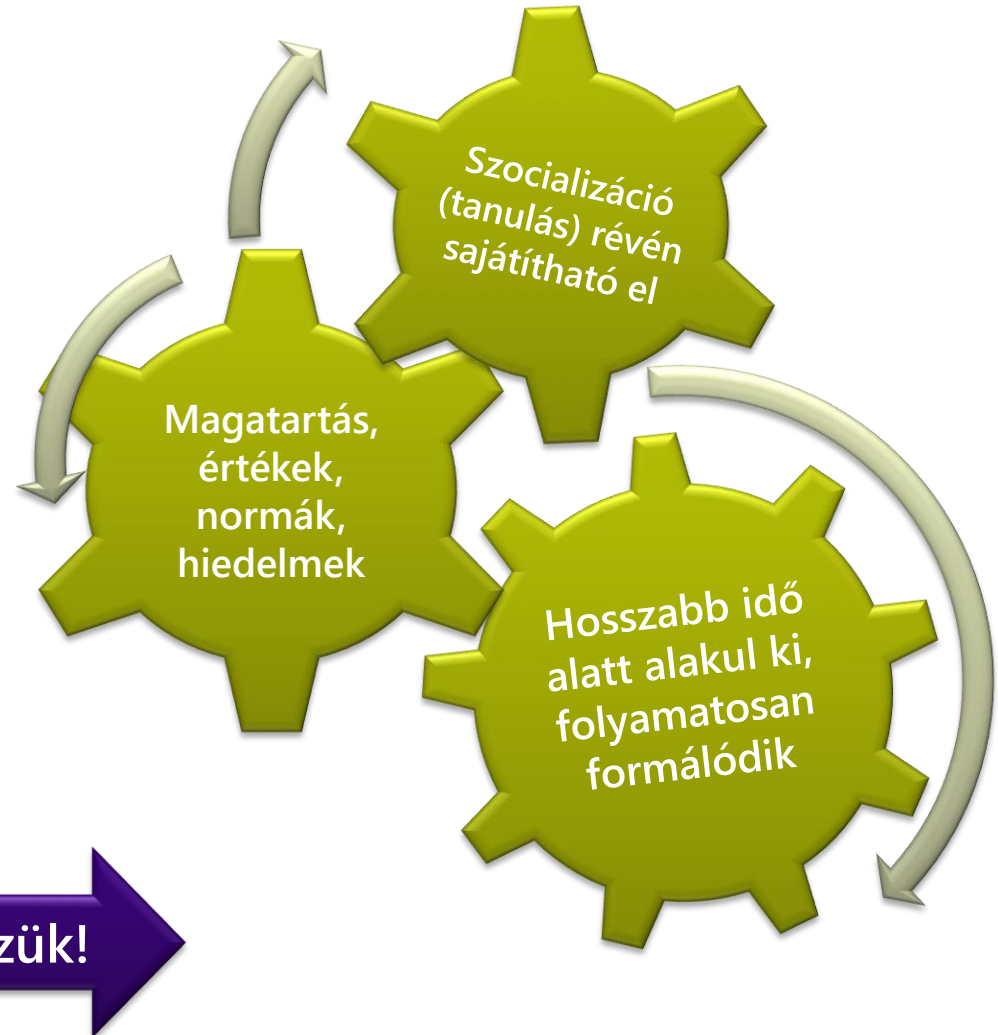 Szocializáció
(tanulás) révén
sajátítható el
Magatartás,
értékek,
normák,
hiedelmek
Hosszabb idő
alatt alakul ki,
folyamatosan
formálódik
zük!